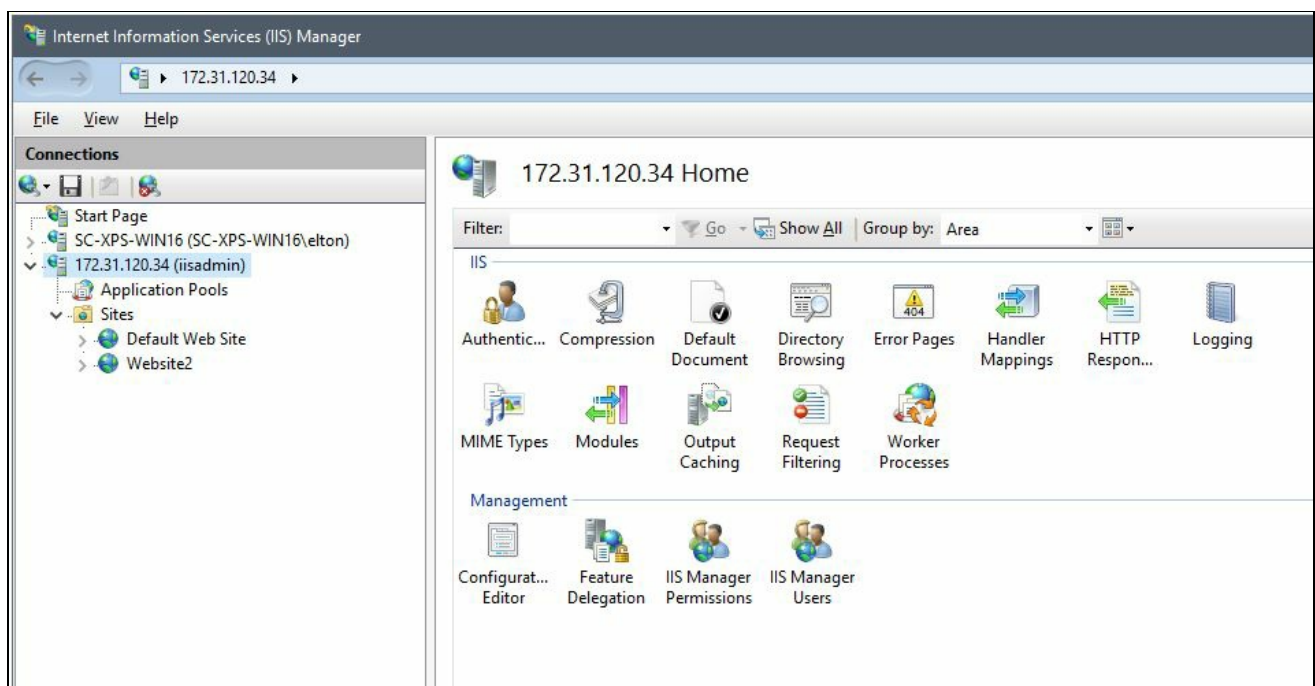 Internet Information Services (IIS) Manager
172.31.120.34
File View Help
Connections
Start Page
SC-XPS-WIN16 (SC-XPS-WIN16\elton)
172.31.120.34 (iisadmin)
Application Pools
Sites
Default Web Site
Website2
172.31.120.34 Home
Filter: Go Show All Group by: Area
IIS
Authentic... Compression Default Directory Error Pages Handler HTTP Logging
Document Browsing Mappings Respon...
404
MIME Types Modules Output Request Worker
Caching Filtering Processes
Management
Configurat... Feature IIS Manager IIS Manager
Editor Delegation Permissions Users